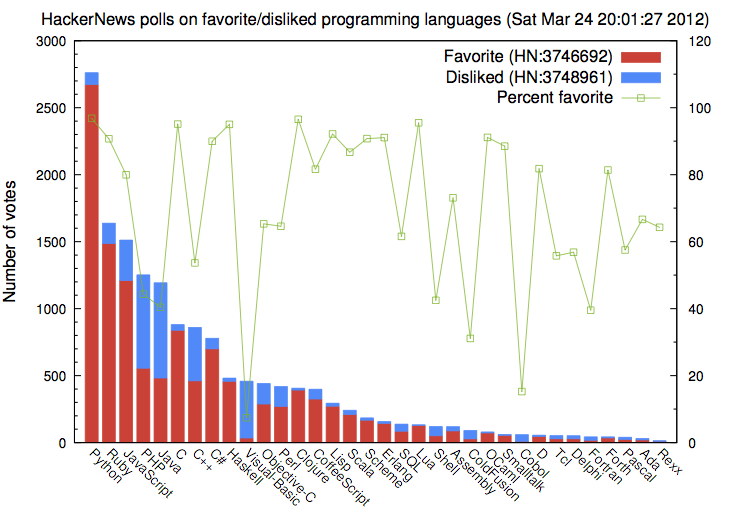 HackerNews polls on favorite/disliked programming languages (Sat Mar 24 20:01:27 2012)
Favorite (HN:3746692)
Disliked (HN:3748961)
Percent favorite
Number of votes
3000
2500
2000
1500
1000
500
0
120
100
80
60
40
20
0
Python
Ruby
JavaScript
PHP
Java
C
C++
C#
Haskell
Visual-Basic
Objective-C
Perl
Clojure
CoffeeScript
Lisp
Scala
Scheme
Erlang
SQL
Lua
Shell
Assembly
ColdFusion
OCaml
Smalltalk
Cobol
D
Tcl
Delphi
Fortran
Forth
Pascal
Ada
Rexx